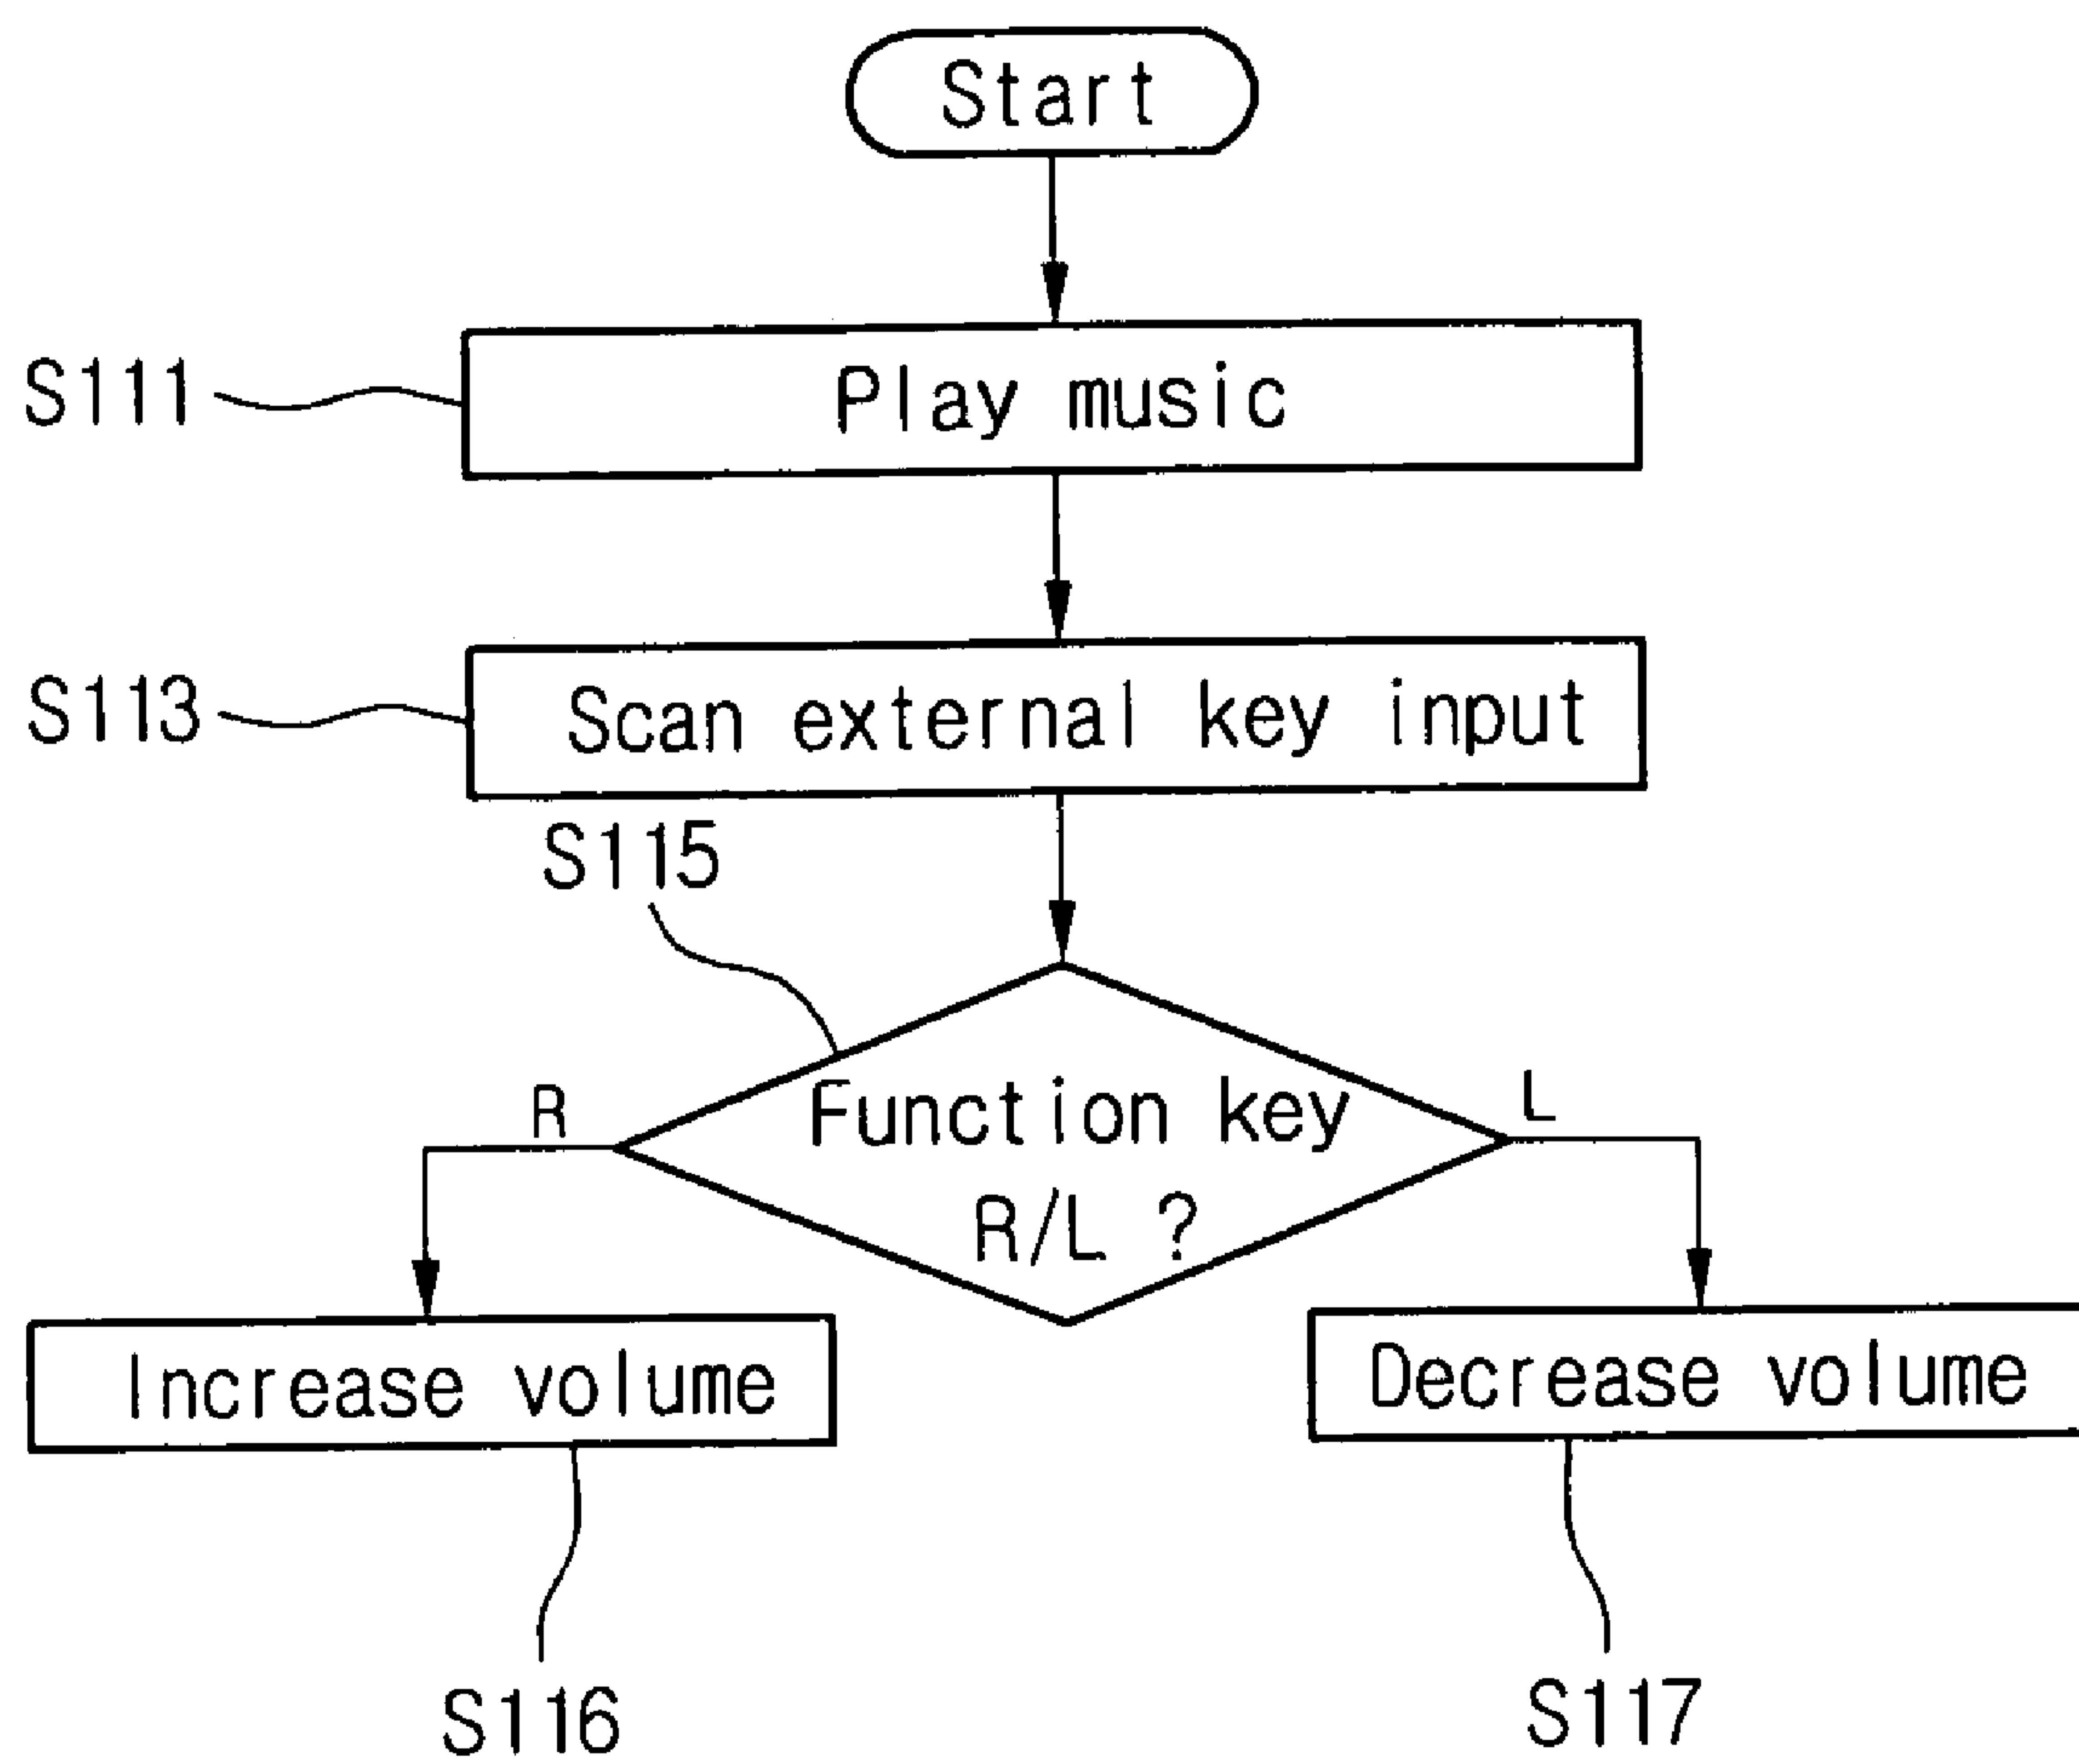 Start
S111
Play music
S113
Scan external key input
S115
R
Function key
L
R/L ?
Increase volume
Decrease volume
S116
S117